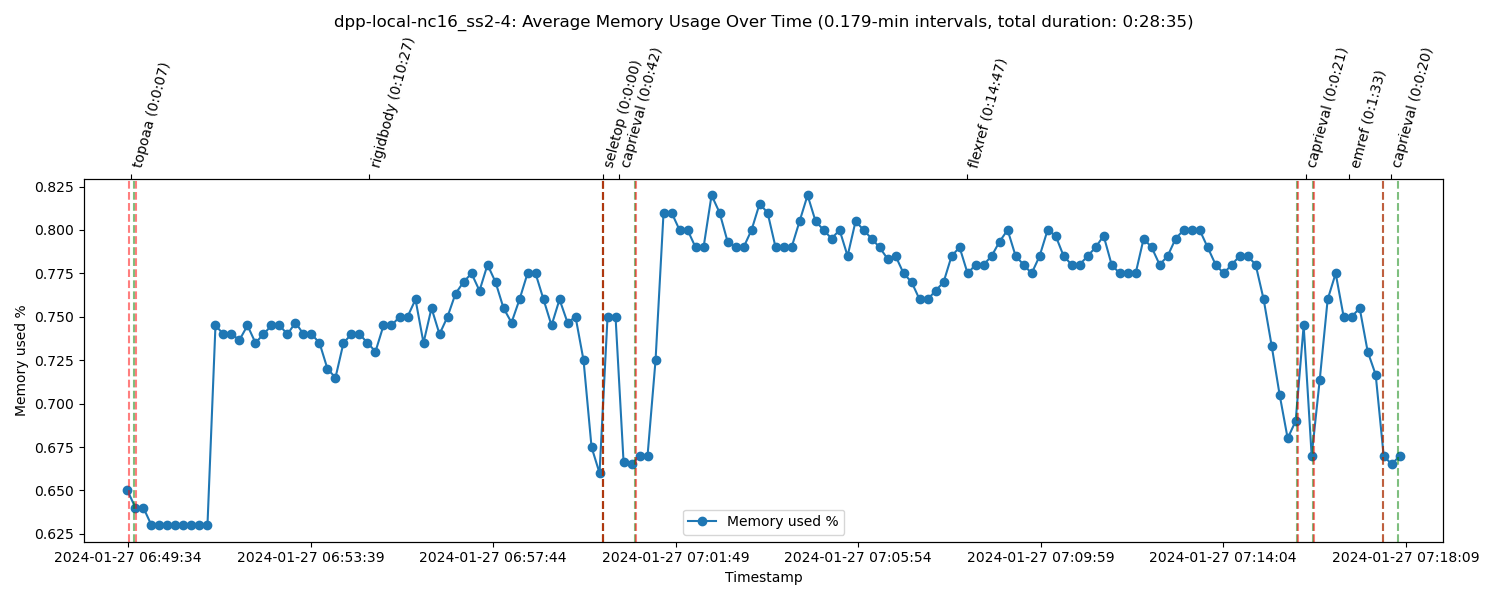 dpp-local-nc16_ss2-4: Average Memory Usage Over Time (0.179-min intervals, total duration: 0:28:35)
topoaa (0:0:07)
rigidbody (0:10:27)
seletop (0:0:00)
caprieval (0:0:42)
flexref (0:14:47)
caprieval (0:0:21)
emref (0:1:33)
caprieval (0:0:20)
Memory used %
0.825
0.800
0.775
0.750
0.725
0.700
0.675
0.650
0.625
Memory used %
2024-01-27 06:49:34
2024-01-27 06:53:39
2024-01-27 06:57:44
2024-01-27 07:01:49
2024-01-27 07:05:54
2024-01-27 07:09:59
2024-01-27 07:14:04
2024-01-27 07:18:09
Timestamp